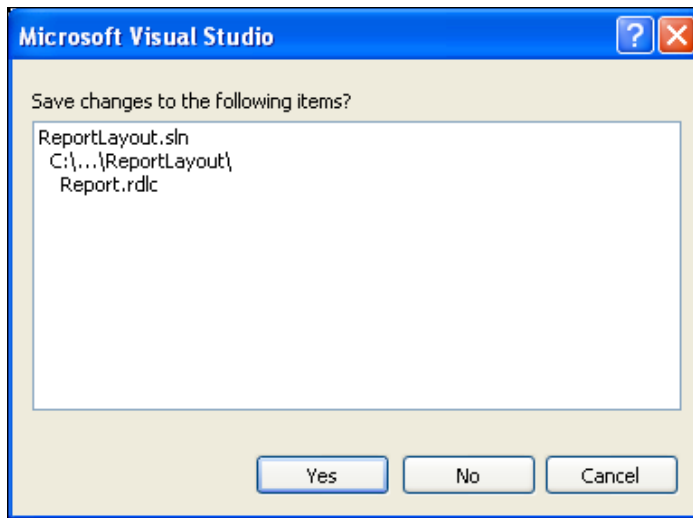 Microsoft Visual Studio
?
Save changes to the following items?
ReportLayout.sln
C:\...\ReportLayout\
Report.rdlc
Yes No Cancel